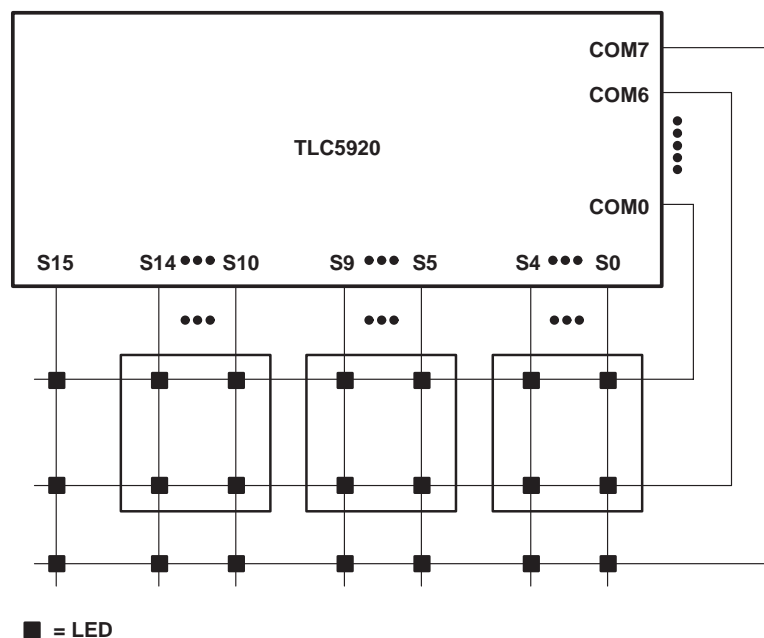 COM7
COM6
TLC5920
COM0
S15 S14 S10 S9 S5 S4 S0
= LED